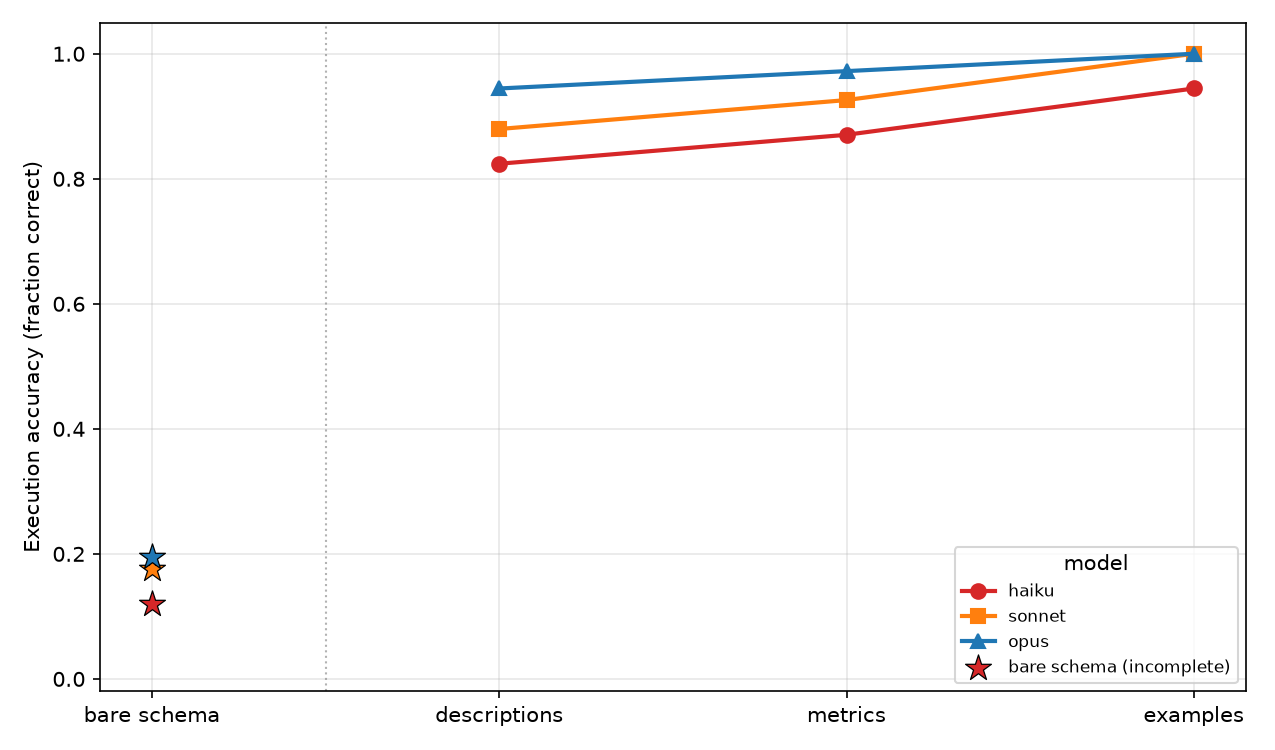 1.0
0.8
0.6
0.4
0.2
0.0
Execution accuracy (fraction correct)
bare schema
descriptions
metrics
examples
model
haiku
sonnet
opus
bare schema (incomplete)